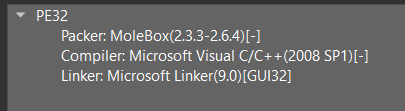 PE32
Packer: MoleBox(2.3.3-2.6.4)[-]
Compiler: Microsoft Visual C/C++(2008 SP1)[-]
Linker: Microsoft Linker(9.0)[GUI32]